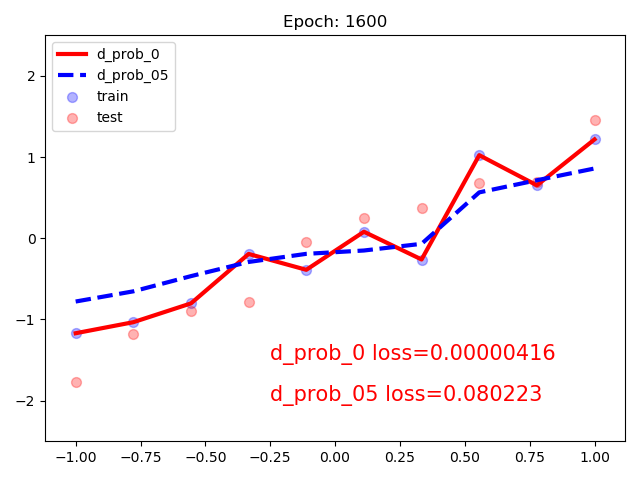 Epoch: 1600
d_prob_0
d_prob_05
train
test
2
1
0
−1
−2
d_prob_0 loss=0.00000416
d_prob_05 loss=0.080223
−1.00 −0.75 −0.50 −0.25 0.00 0.25 0.50 0.75 1.00